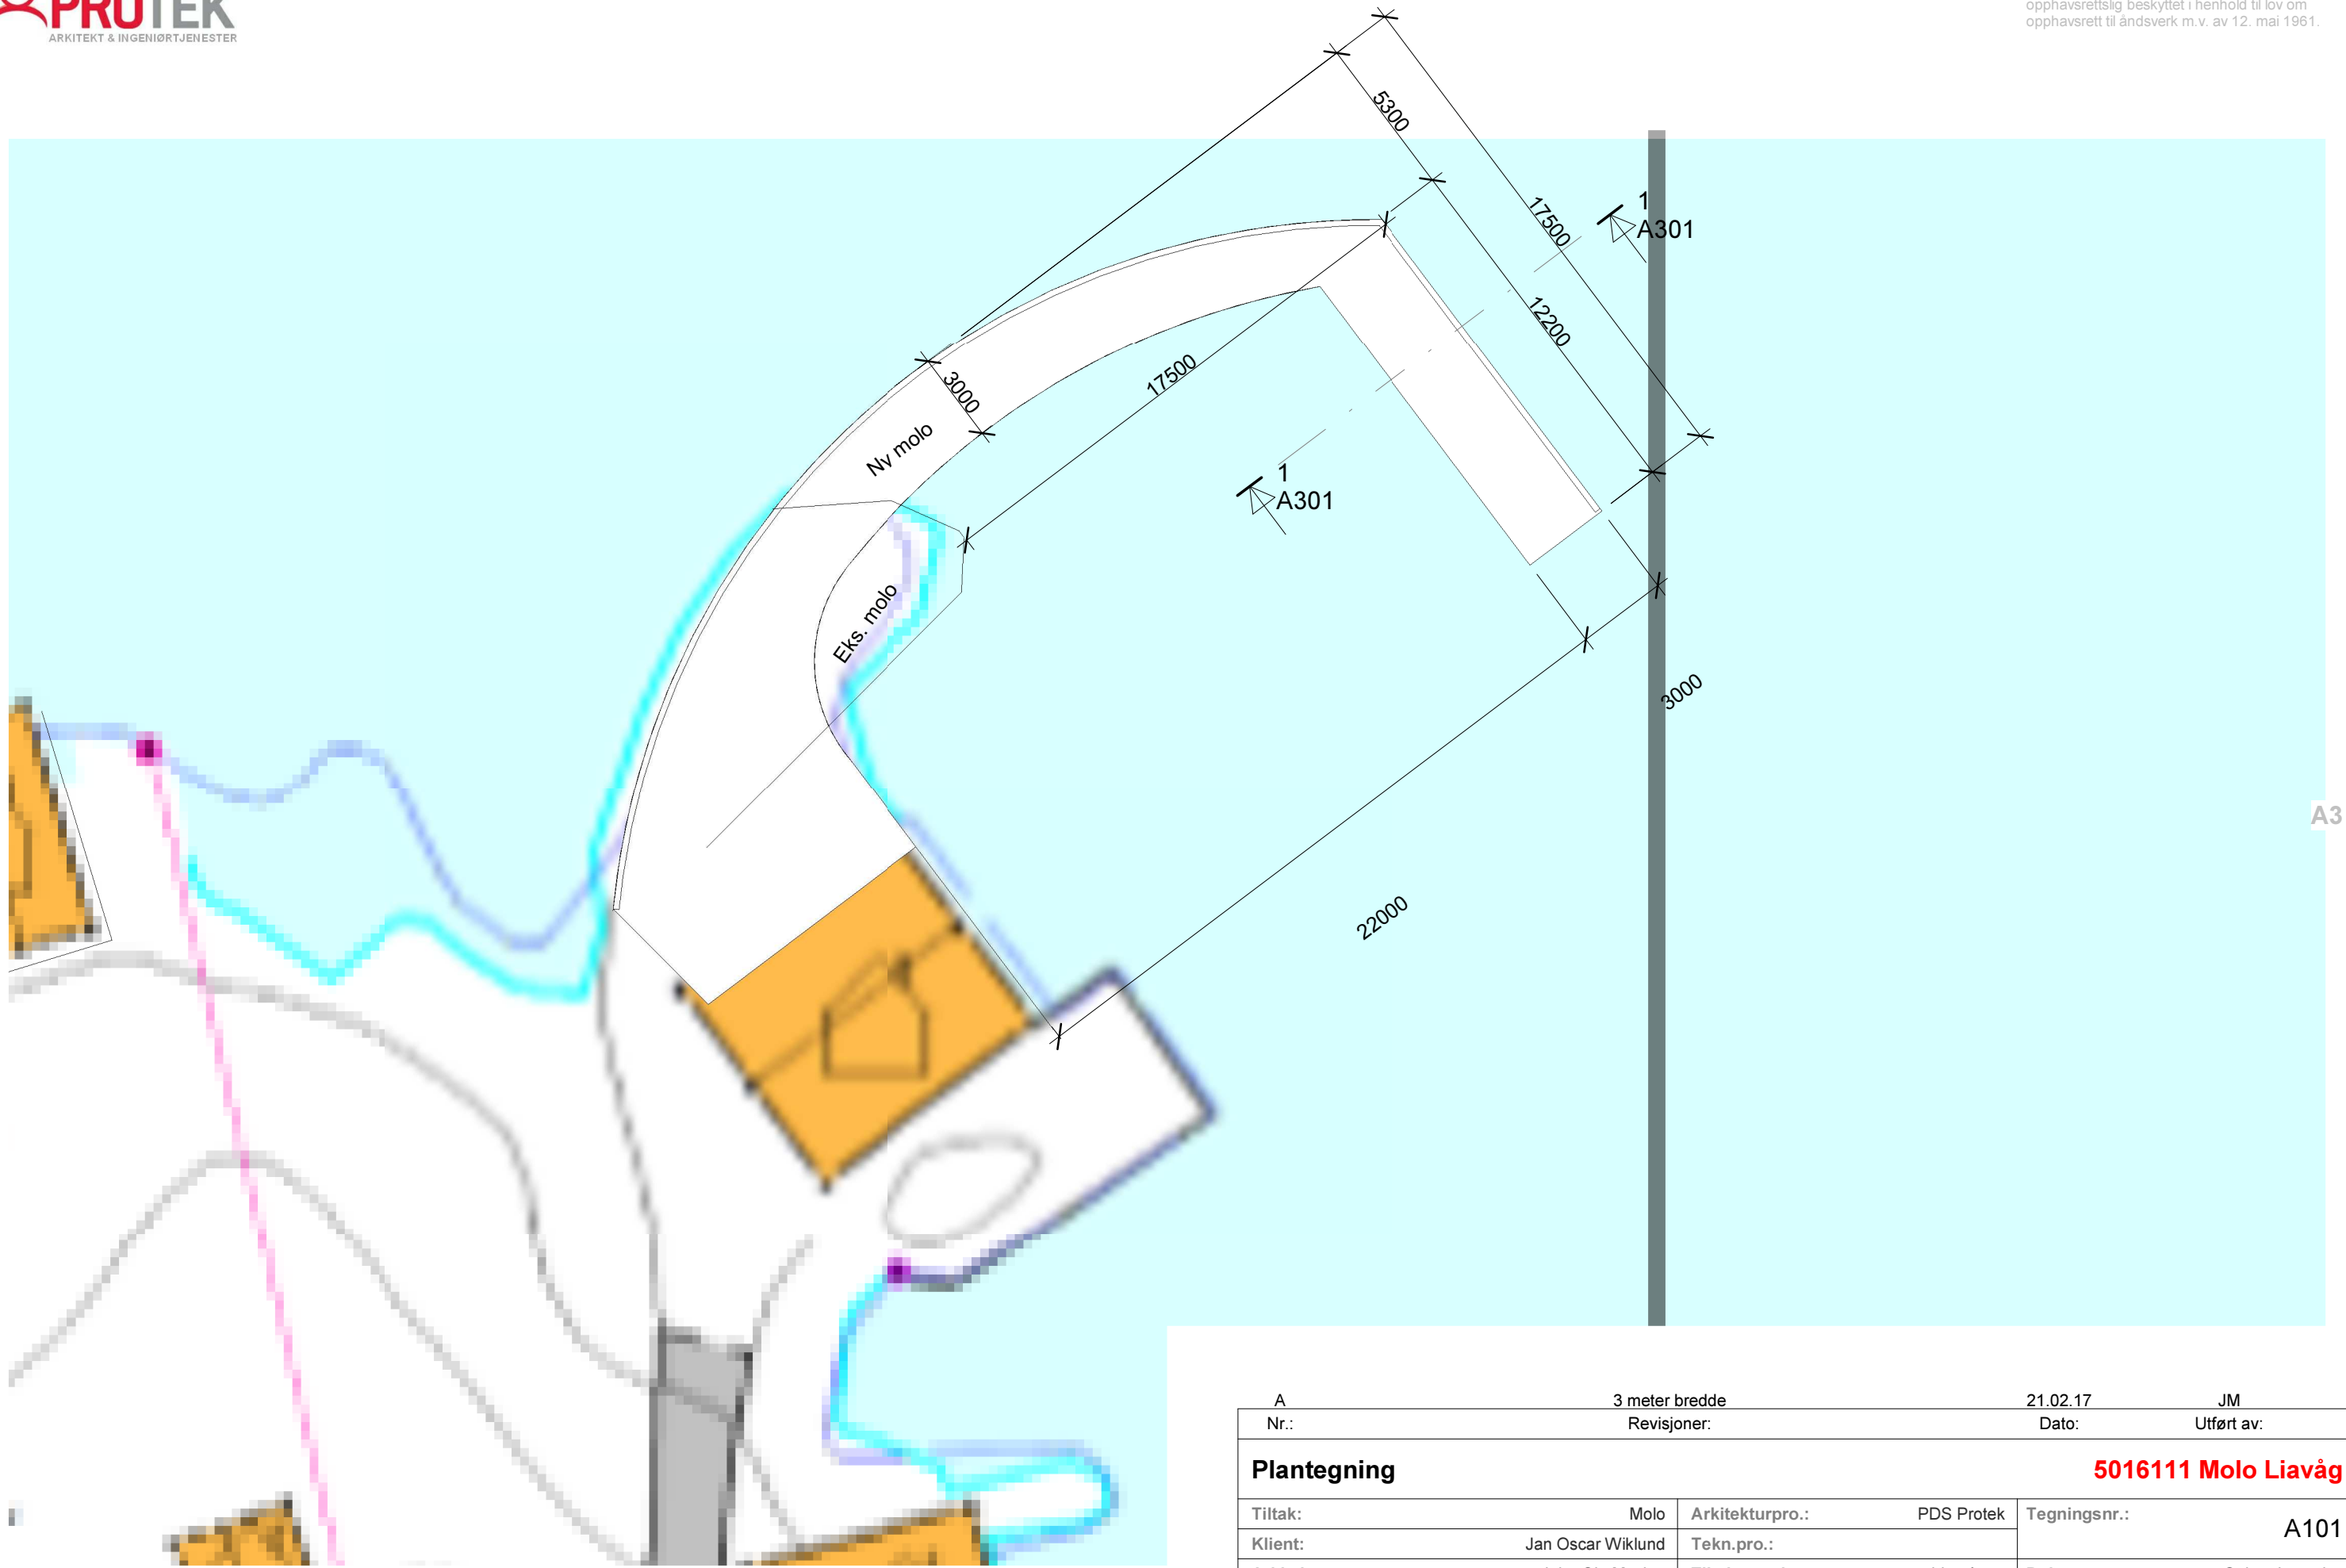 PROTEK
ARKITEKT & INGENIØRTJENESTER
opphavsrettslig beskyttet i henhold til lov om
opphavsrett til åndsverk m.v. av 12. mai 1961.
5300
17500
1
A301
12200
17500
3000
Ny molo
1
A301
Eks. molo
3000
22000
A3
A 3 meter bredde 21.02.17 JM
Nr.: Revisjoner: Dato: Utført av:
Plantegning 5016111 Molo Liavåg
Tiltak: Molo Arkitekturpro.: PDS Protek Tegningsnr.:
A101
Klient: Jan Oscar Wiklund Tekn.pro.: